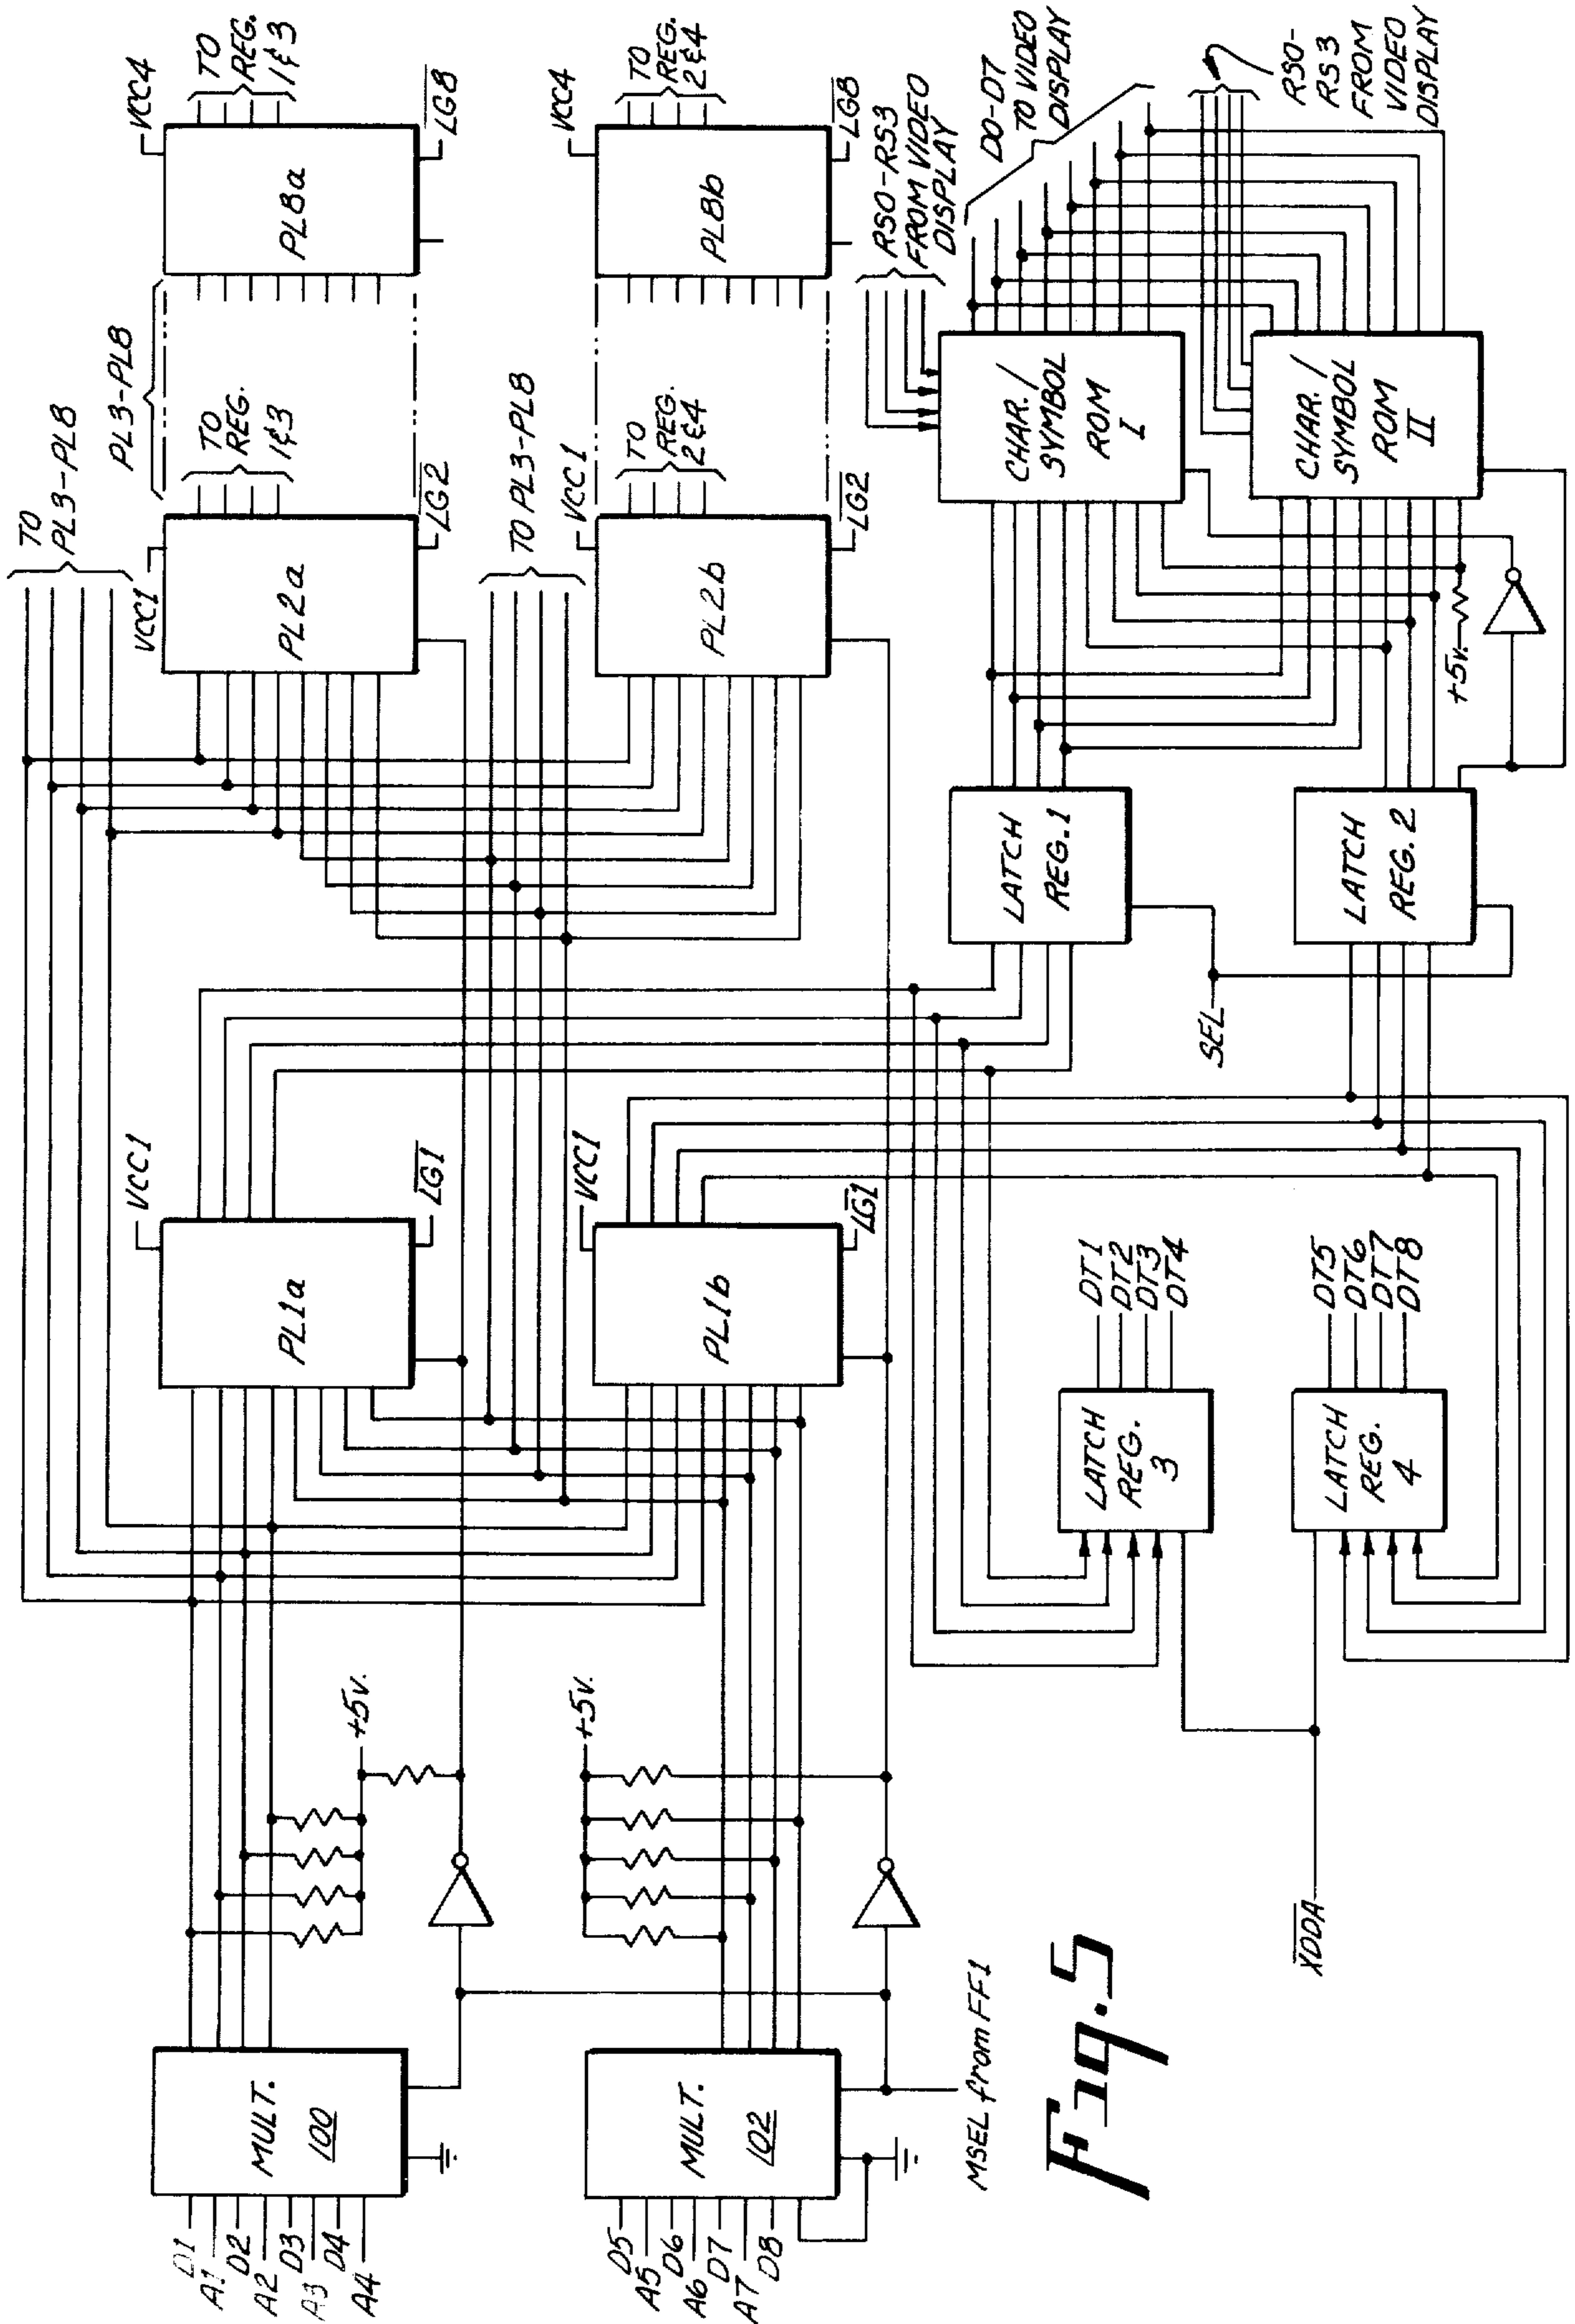 D1
A1
D2
A2
D3
A3
D4
A4
MULT.
100
+5v.
D5
A5
D6
A6
D7
A7
D8
MULT.
102
+5v.
MSEL from FF1
VCC1
PL1a
LG1
VCC1
PL1b
LG1
TO
PL3-PL8
VCC1
PL2a
LG2
TO
REG.
1&3
PL3-PL8
VCC4
PL8a
LG8
TO
REG.
1&3
TO PL3-PL8
VCC1
PL2b
LG2
TO
REG.
2&4
VCC4
PL8b
LG8
TO
REG.
2&4
RS0-RS3
FROM VIDEO
DISPLAY
D0-D7
TO VIDEO
DISPLAY
LATCH
REG.1
CHAR./
SYMBOL
ROM
I
SEL
LATCH
REG.2
+5v.
CHAR./
SYMBOL
ROM
II
RS0-
RS3
FROM
VIDEO
DISPLAY
LATCH
REG.
3
DT1
DT2
DT3
DT4
LATCH
REG.
4
DT5
DT6
DT7
DT8
XDDA
Fig.5